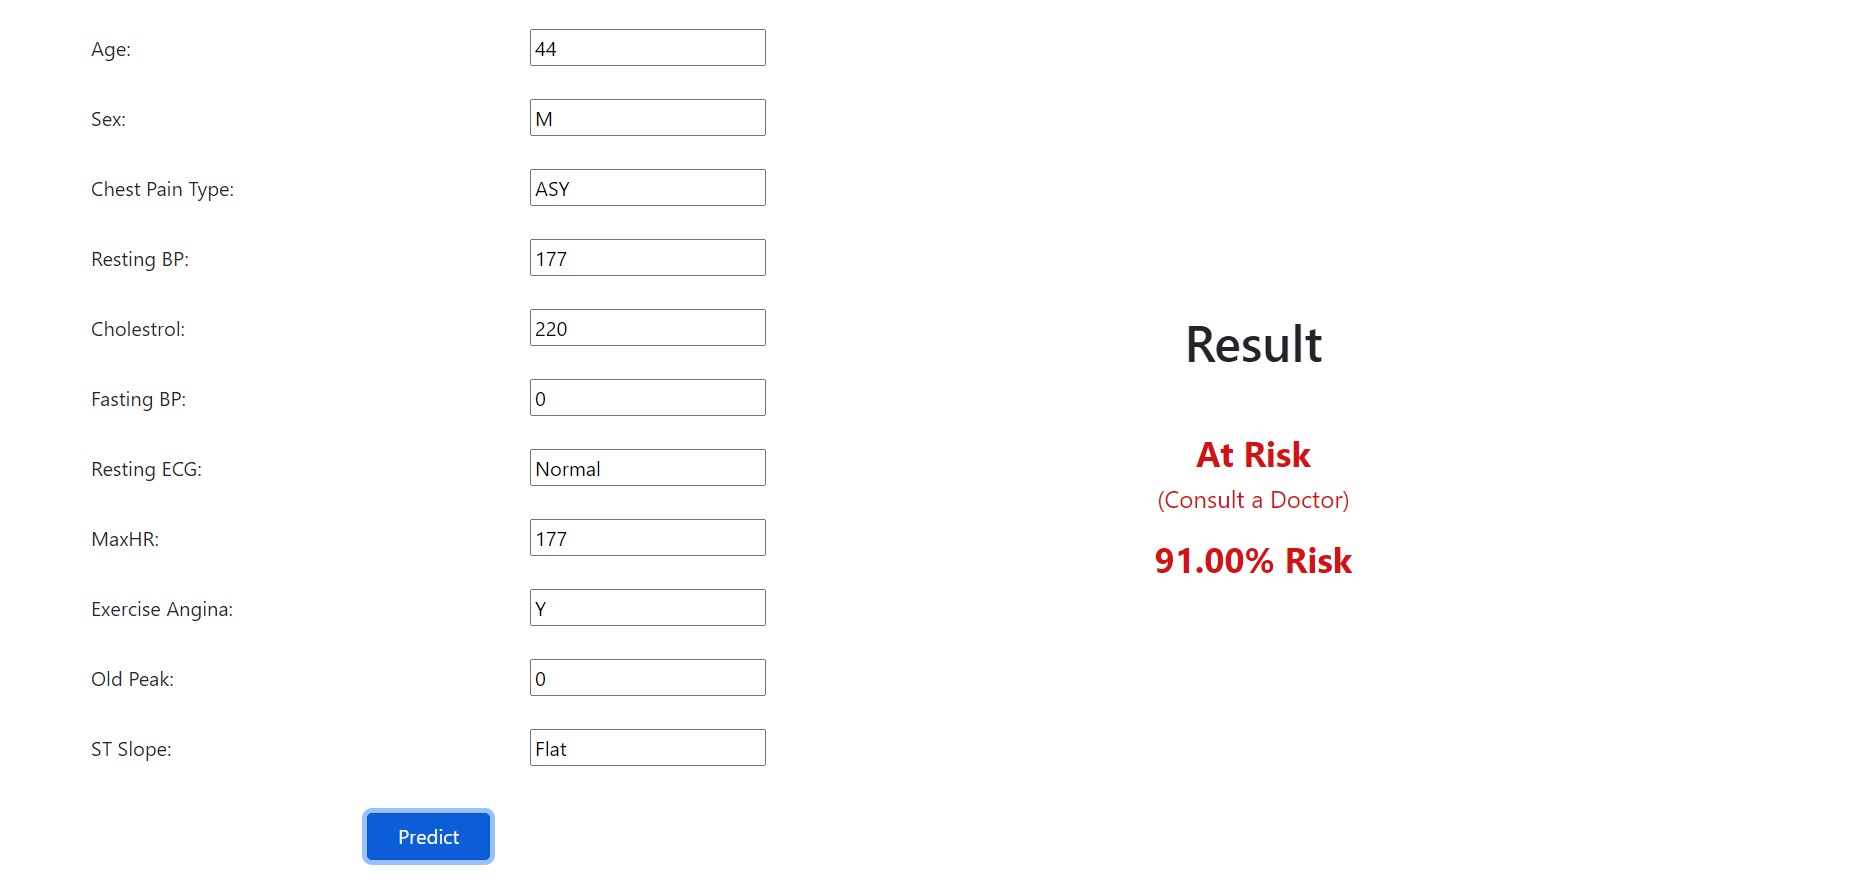 Age: 44
Sex: M
Chest Pain Type: ASY
Resting BP: 177
Cholestrol: 220
Fasting BP: 0
Resting ECG: Normal
MaxHR: 177
Exercise Angina: Y
Old Peak: 0
ST Slope: Flat
Predict
Result
At Risk
(Consult a Doctor)
91.00% Risk